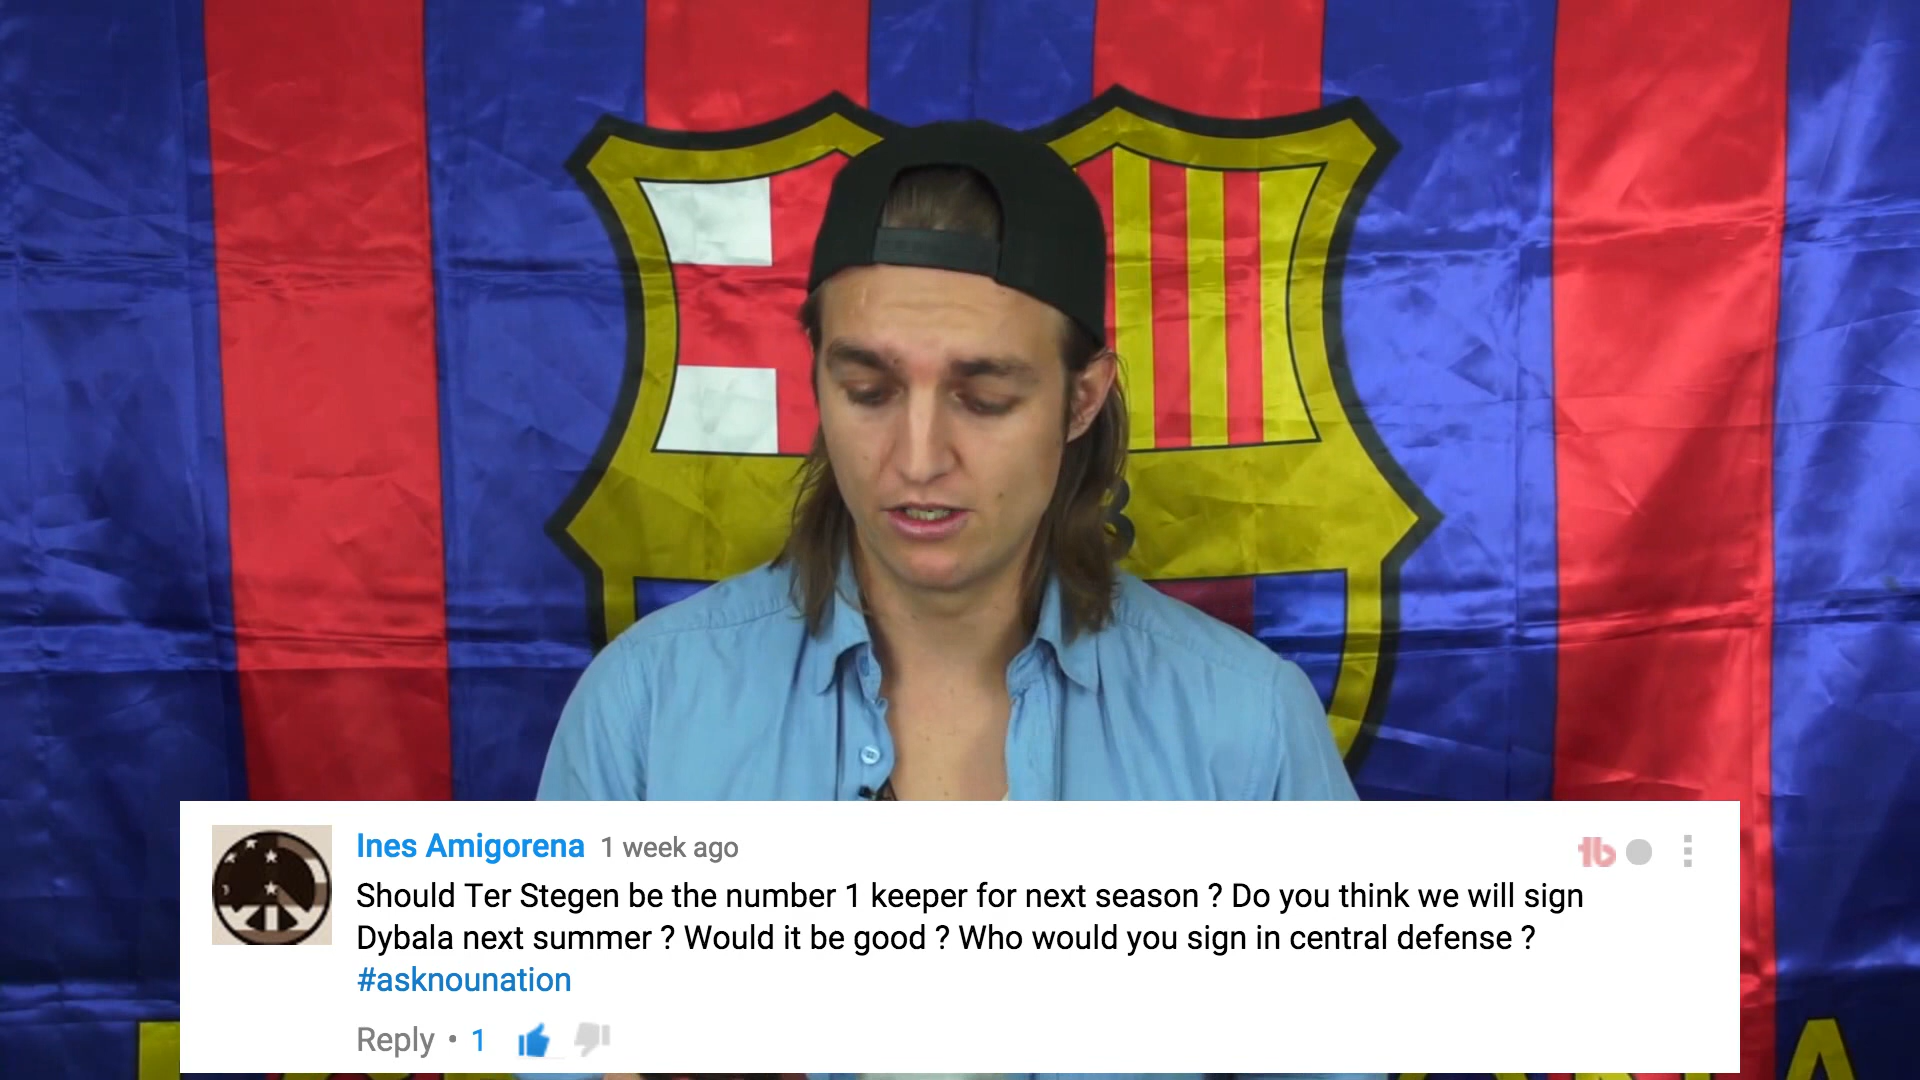 Ines Amigorena 1 week ago
Should Ter Stegen be the number 1 keeper for next season ? Do you think we will sign
Dybala next summer ? Would it be good ? Who would you sign in central defense ?
#asknounation
Reply • 1